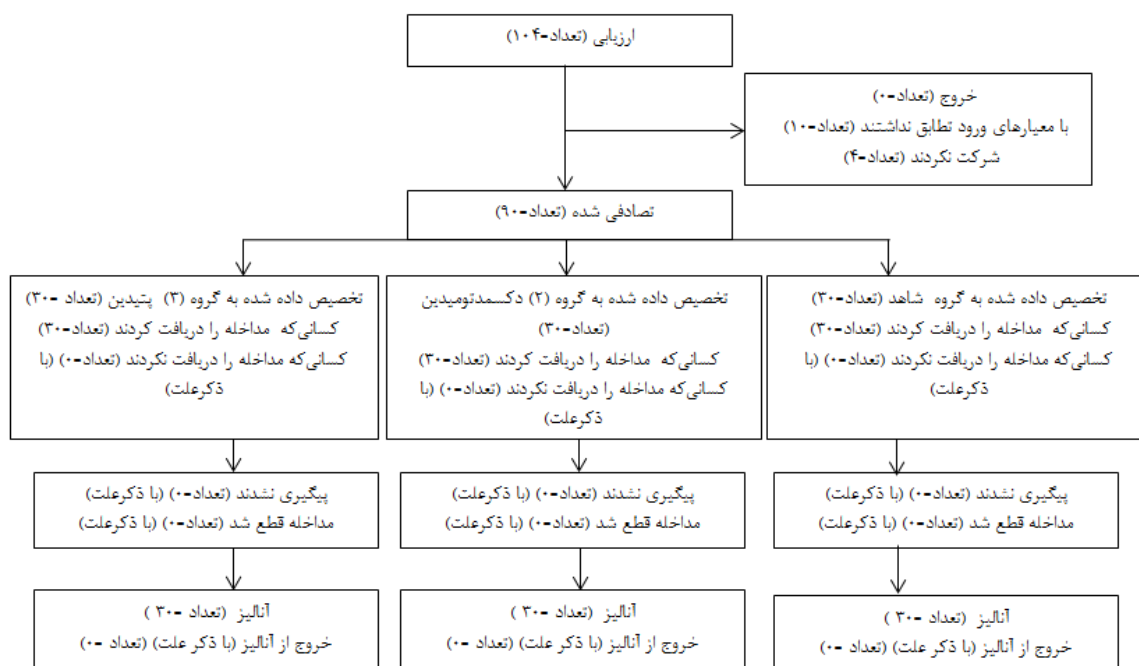 ارزیابی (تعداد-۱۰۴)
خروج (تعداد-۰)
با معیارهای ورود تطابق نداشتند (تعداد-۱۰)
شرکت نکردند (تعداد-۴)
تصادفی شده (تعداد-۹۰)
تخصیص داده شده به گروه شاهد (تعداد-۳۰)
کسانی‌که مداخله را دریافت کردند (تعداد-۳۰)
کسانی‌که مداخله را دریافت نکردند (تعداد-۰) (با
ذکرعلت)
تخصیص داده شده به گروه (۲) دکسمدتومیدین
(تعداد-۳۰)
کسانی‌که مداخله را دریافت کردند (تعداد-۳۰)
کسانی‌که مداخله را دریافت نکردند (تعداد-۰) (با
ذکرعلت)
تخصیص داده شده به گروه (۳) پتیدین (تعداد -۳۰)
کسانی‌که مداخله را دریافت کردند (تعداد-۳۰)
کسانی‌که مداخله را دریافت نکردند (تعداد-۰) (با
ذکرعلت)
پیگیری نشدند (تعداد-۰) (با ذکرعلت)
مداخله قطع شد (تعداد-۰) (با ذکرعلت)
پیگیری نشدند (تعداد-۰) (با ذکرعلت)
مداخله قطع شد (تعداد-۰) (با ذکرعلت)
پیگیری نشدند (تعداد-۰) (با ذکرعلت)
مداخله قطع شد (تعداد-۰) (با ذکرعلت)
آنالیز (تعداد -۳۰ )
خروج از آنالیز (با ذکر علت) (تعداد -۰)
آنالیز (تعداد -۳۰ )
خروج از آنالیز (با ذکر علت) (تعداد -۰)
آنالیز (تعداد -۳۰ )
خروج از آنالیز (با ذکر علت) (تعداد -۰)